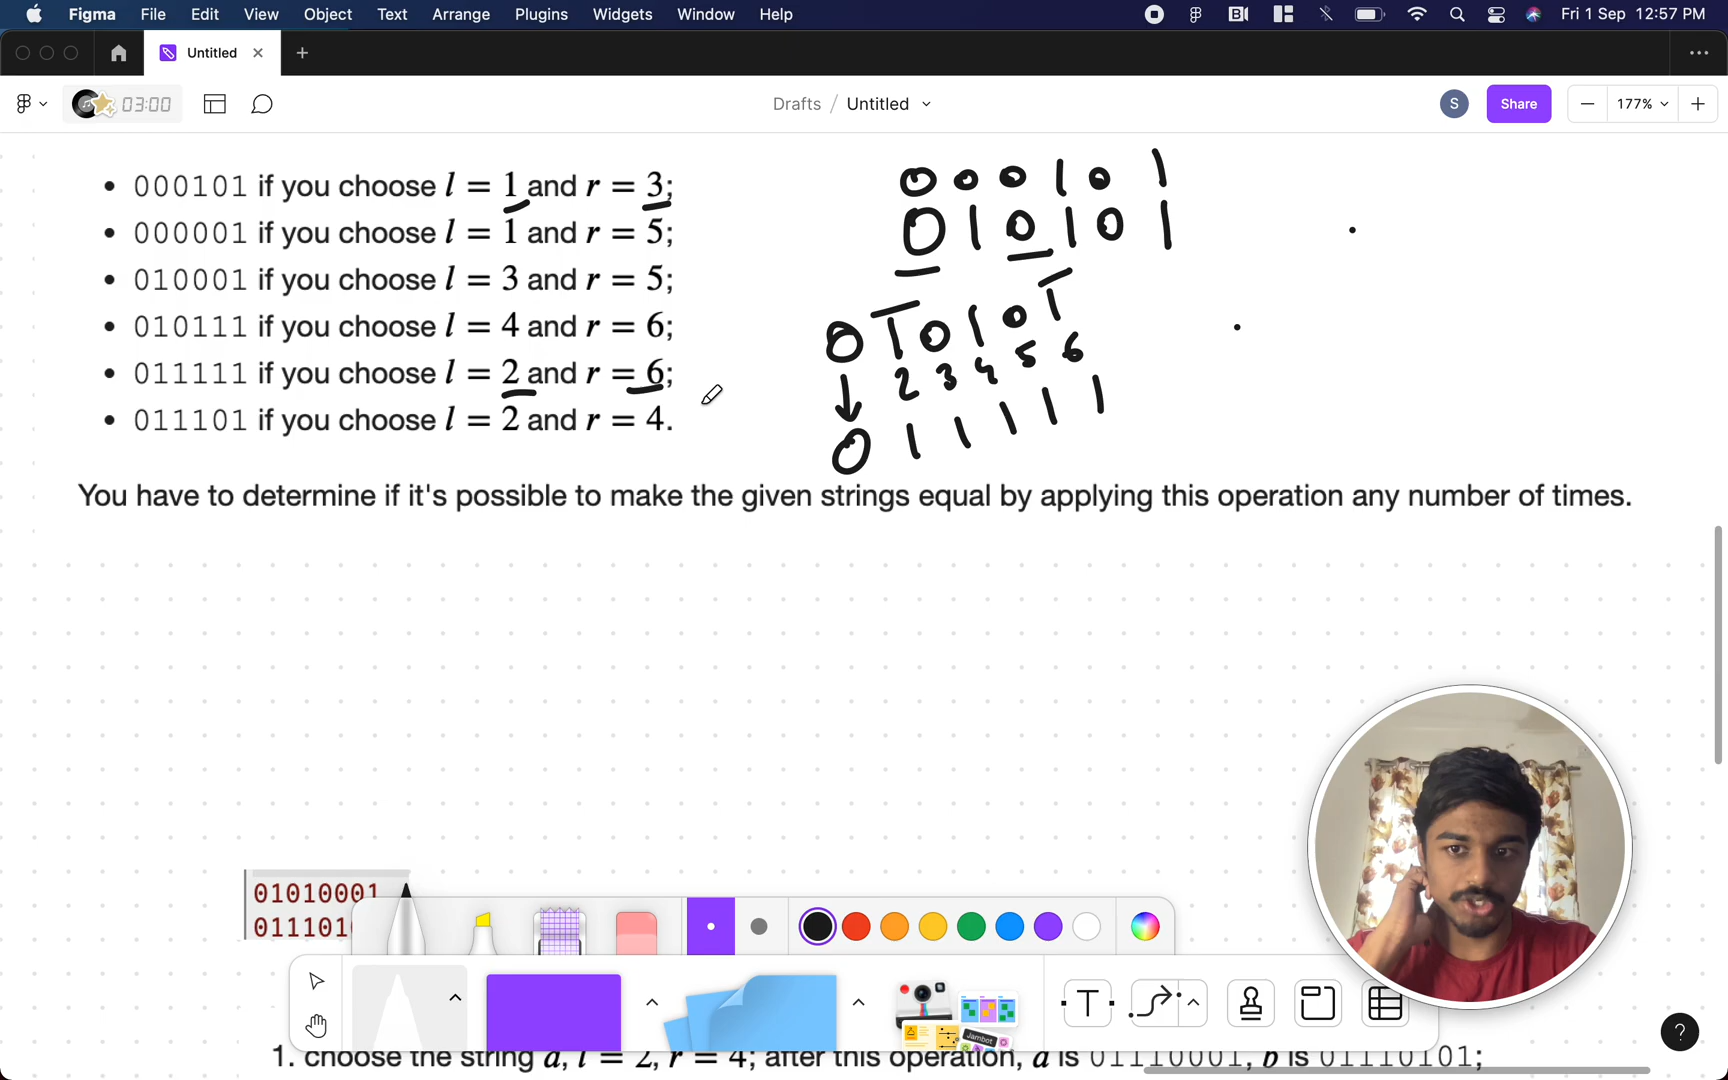 Figma File Edit View Object Text Arrange Plugins Widgets Window Help Fri 1 Sep 12:57 PM
Untitled
03:00 Drafts / Untitled S Share 177%
• 000101 if you choose l = 1 and r = 3;
• 000001 if you choose l = 1 and r = 5;
• 010001 if you choose l = 3 and r = 5;
• 010111 if you choose l = 4 and r = 6;
• 011111 if you choose l = 2 and r = 6;
• 011101 if you choose l = 2 and r = 4.
0 0 0 1 0 1
0 1 0 1 0 1
0 1 0 1 0 1
2 3 4 5 6
0 1 1 1 1 1
You have to determine if it's possible to make the given strings equal by applying this operation any number of times.
01010001
011101
T
Jambot
?
1. choose the string a, l = 2, r = 4; after this operation, a is 01110001, b is 01110101;